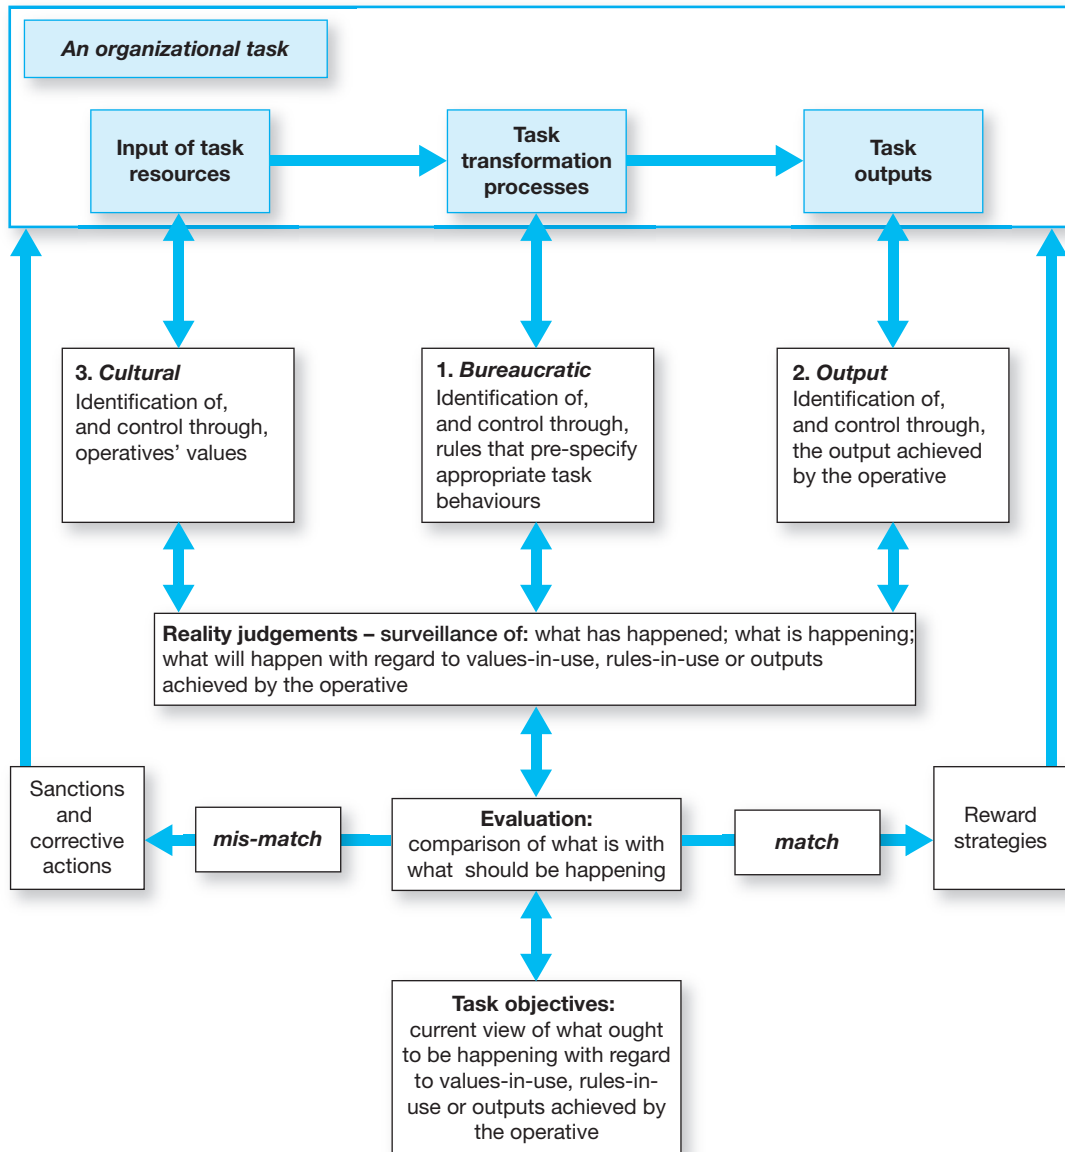 An organizational task
Input of task
resources
Task
transformation
processes
Task
outputs
3. Cultural
Identification of,
and control through,
operatives’ values
1. Bureaucratic
Identification of,
and control through,
rules that pre-specify
appropriate task
behaviours
2. Output
Identification of,
and control through,
the output achieved
by the operative
Reality judgements – surveillance of: what has happened; what is happening;
what will happen with regard to values-in-use, rules-in-use or outputs
achieved by the operative
Sanctions
and
corrective
actions
mis-match
Evaluation:
comparison of what is with
what should be happening
match
Reward
strategies
Task objectives:
current view of what ought
to be happening with regard
to values-in-use, rules-in-
use or outputs achieved by
the operative